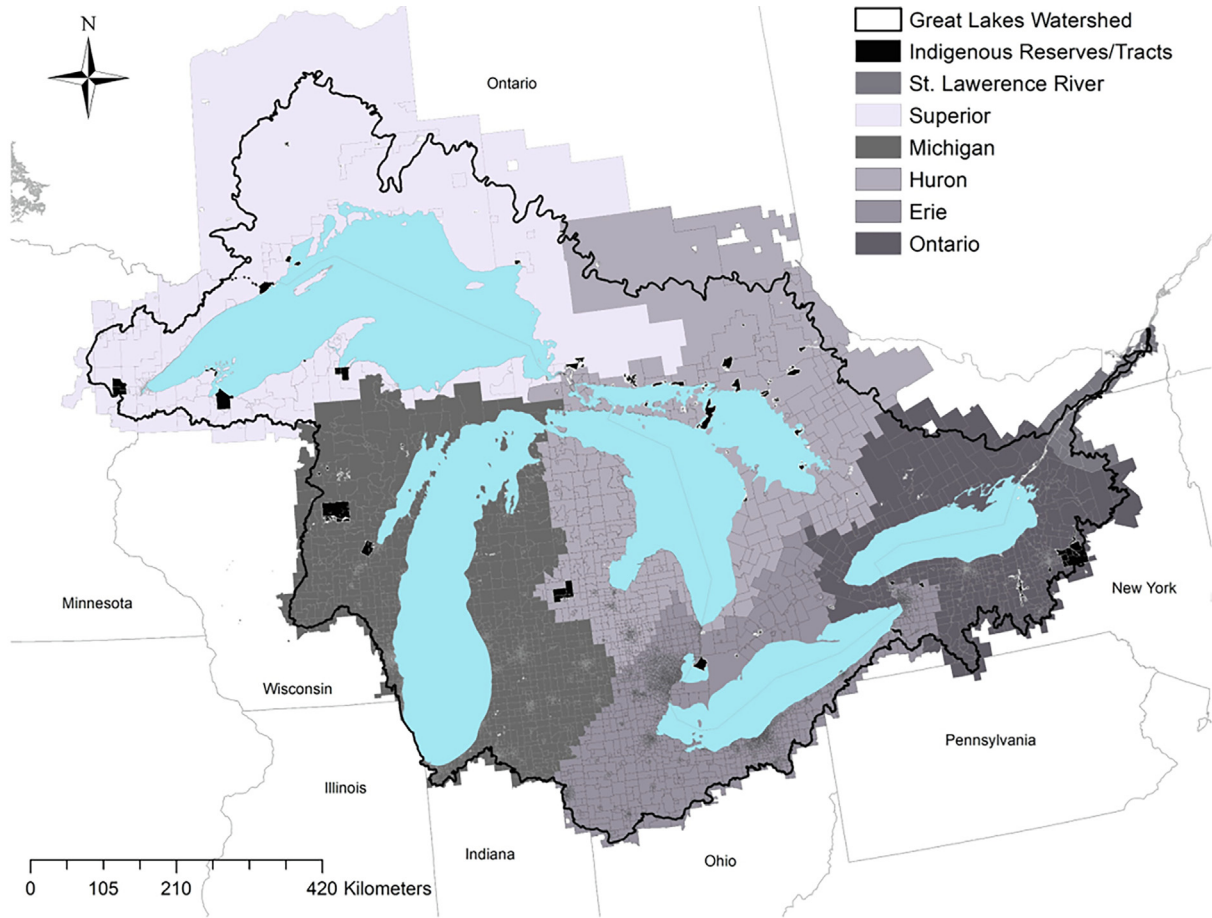 N
Ontario
Great Lakes Watershed
Indigenous Reserves/Tracts
St. Lawerence River
Superior
Michigan
Huron
Erie
Ontario
Minnesota
Wisconsin
Illinois
Indiana
Ohio
Pennsylvania
New York
0 105 210 420 Kilometers